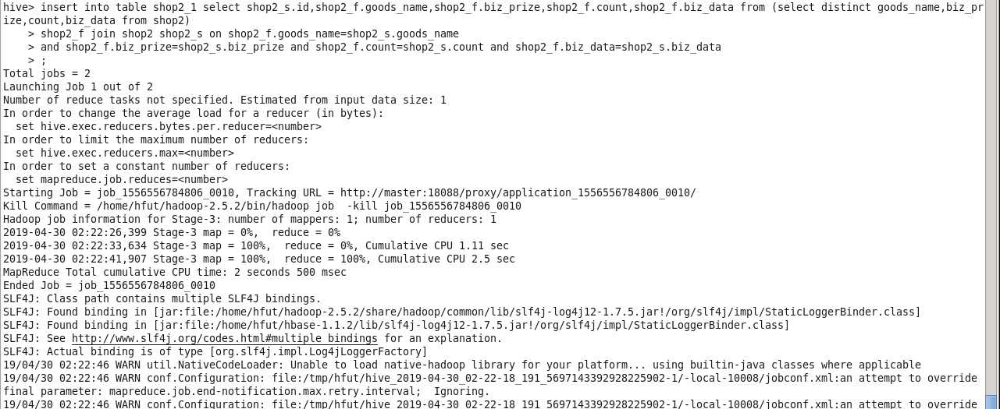 hive> insert into table shop2_1 select shop2_s.id,shop2_f.goods_name,shop2_f.biz_prize,shop2_f.count,shop2_f.biz_data from (select distinct goods_name,biz_pr
ize,count,biz_data from shop2)
    > shop2_f join shop2 shop2_s on shop2_f.goods_name=shop2_s.goods_name
    > and shop2_f.biz_prize=shop2_s.biz_prize and shop2_f.count=shop2_s.count and shop2_f.biz_data=shop2_s.biz_data
    > ;
Total jobs = 2
Launching Job 1 out of 2
Number of reduce tasks not specified. Estimated from input data size: 1
In order to change the average load for a reducer (in bytes):
  set hive.exec.reducers.bytes.per.reducer=<number>
In order to limit the maximum number of reducers:
  set hive.exec.reducers.max=<number>
In order to set a constant number of reducers:
  set mapreduce.job.reduces=<number>
Starting Job = job_1556556784806_0010, Tracking URL = http://master:18088/proxy/application_1556556784806_0010/
Kill Command = /home/hfut/hadoop-2.5.2/bin/hadoop job  -kill job_1556556784806_0010
Hadoop job information for Stage-3: number of mappers: 1; number of reducers: 1
2019-04-30 02:22:26,399 Stage-3 map = 0%,  reduce = 0%
2019-04-30 02:22:33,634 Stage-3 map = 100%,  reduce = 0%, Cumulative CPU 1.11 sec
2019-04-30 02:22:41,907 Stage-3 map = 100%,  reduce = 100%, Cumulative CPU 2.5 sec
MapReduce Total cumulative CPU time: 2 seconds 500 msec
Ended Job = job_1556556784806_0010
SLF4J: Class path contains multiple SLF4J bindings.
SLF4J: Found binding in [jar:file:/home/hfut/hadoop-2.5.2/share/hadoop/common/lib/slf4j-log4j12-1.7.5.jar!/org/slf4j/impl/StaticLoggerBinder.class]
SLF4J: Found binding in [jar:file:/home/hfut/hbase-1.1.2/lib/slf4j-log4j12-1.7.5.jar!/org/slf4j/impl/StaticLoggerBinder.class]
SLF4J: See http://www.slf4j.org/codes.html#multiple_bindings for an explanation.
SLF4J: Actual binding is of type [org.slf4j.impl.Log4jLoggerFactory]
19/04/30 02:22:46 WARN util.NativeCodeLoader: Unable to load native-hadoop library for your platform... using builtin-java classes where applicable
19/04/30 02:22:46 WARN conf.Configuration: file:/tmp/hfut/hive_2019-04-30_02-22-18_191_5697143392928225902-1/-local-10008/jobconf.xml:an attempt to override
final parameter: mapreduce.job.end-notification.max.retry.interval;  Ignoring.
19/04/30 02:22:46 WARN conf.Configuration: file:/tmp/hfut/hive_2019-04-30_02-22-18_191_5697143392928225902-1/-local-10008/jobconf.xml:an attempt to override